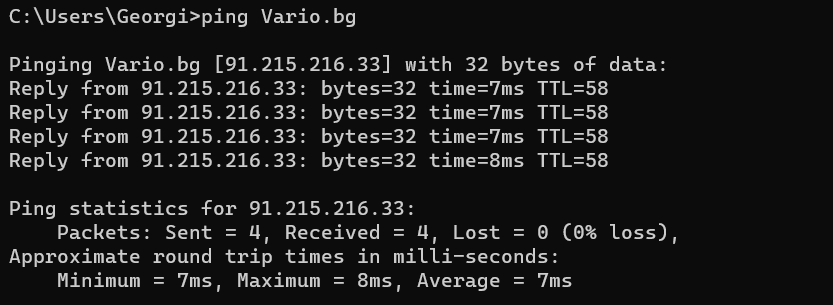 C:\Users\Georgi>ping Vario.bg
Pinging Vario.bg [91.215.216.33] with 32 bytes of data:
Reply from 91.215.216.33: bytes=32 time=7ms TTL=58
Reply from 91.215.216.33: bytes=32 time=7ms TTL=58
Reply from 91.215.216.33: bytes=32 time=7ms TTL=58
Reply from 91.215.216.33: bytes=32 time=8ms TTL=58
Ping statistics for 91.215.216.33:
    Packets: Sent = 4, Received = 4, Lost = 0 (0% loss),
Approximate round trip times in milli-seconds:
    Minimum = 7ms, Maximum = 8ms, Average = 7ms